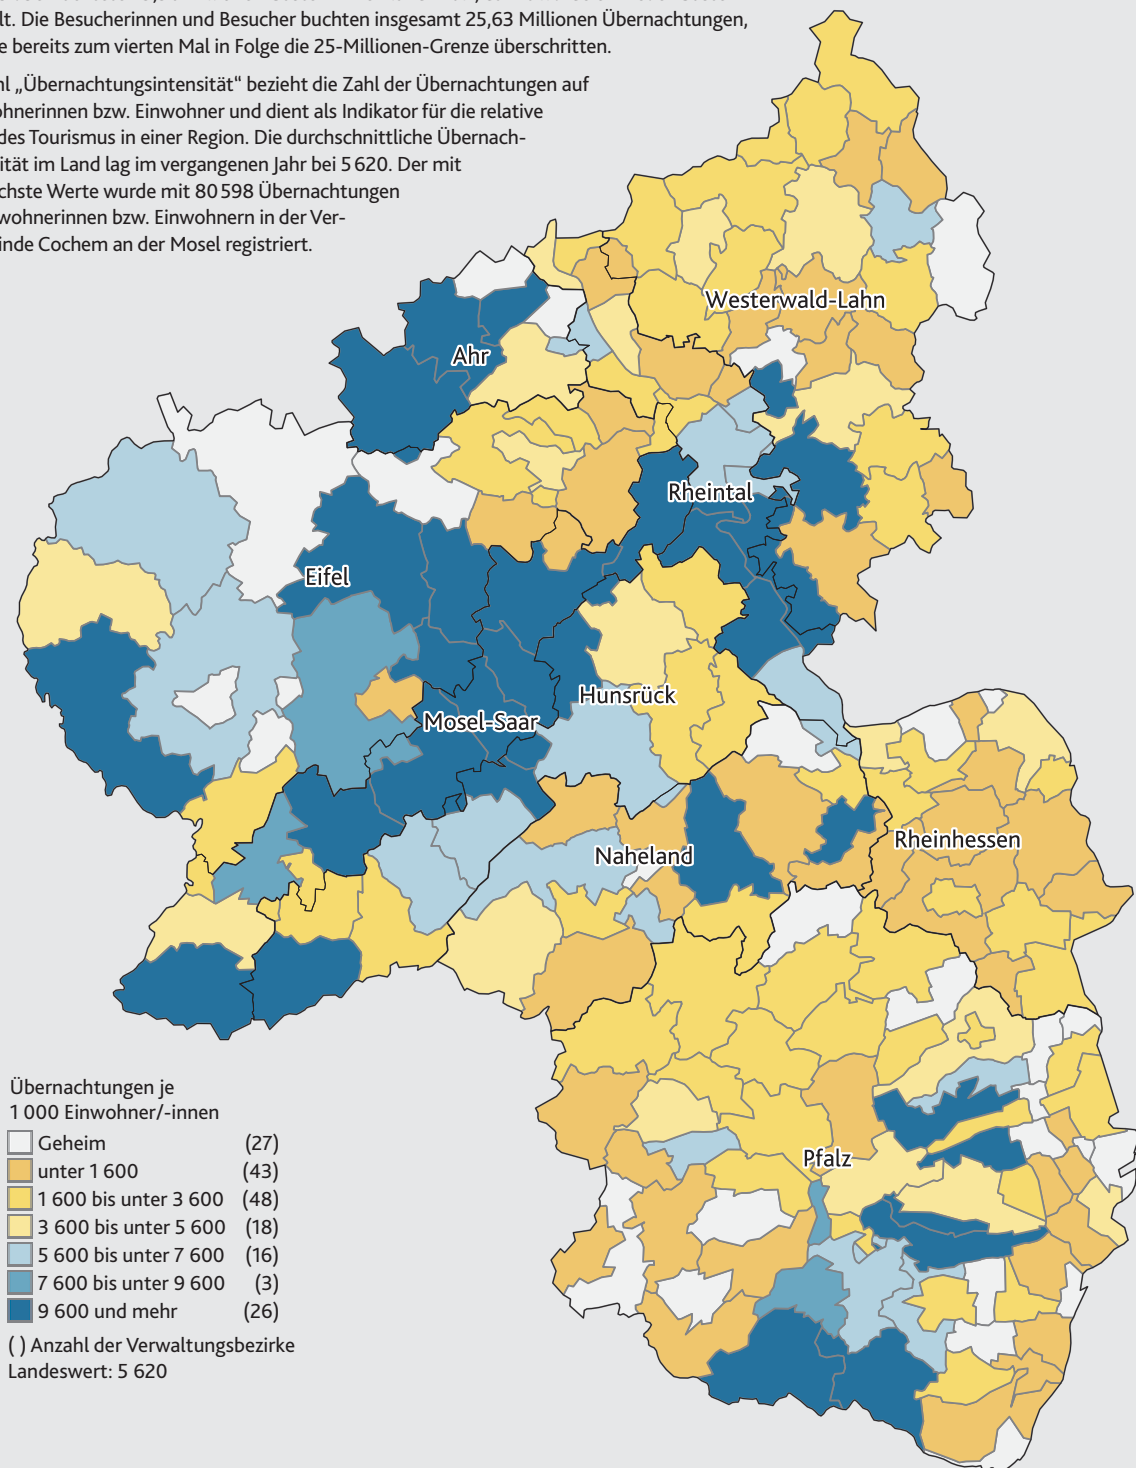 lt. Die Besucherinnen und Besucher buchten insgesamt 25,63 Millionen Übernachtungen,
e bereits zum vierten Mal in Folge die 25-Millionen-Grenze überschritten.
hl „Übernachtungsintensität“ bezieht die Zahl der Übernachtungen auf
ohnerinnen bzw. Einwohner und dient als Indikator für die relative
des Tourismus in einer Region. Die durchschnittliche Übernach-
ität im Land lag im vergangenen Jahr bei 5 620. Der mit
chste Werte wurde mit 80 598 Übernachtungen
wohnerinnen bzw. Einwohnern in der Ver-
inde Cochem an der Mosel registriert.
Westerwald-Lahn
Ahr
Rheintal
Eifel
Hunsrück
Mosel-Saar
Rheinhessen
Naheland
Pfalz
Übernachtungen je
1 000 Einwohner/-innen
Geheim (27)
unter 1 600 (43)
1 600 bis unter 3 600 (48)
3 600 bis unter 5 600 (18)
5 600 bis unter 7 600 (16)
7 600 bis unter 9 600 (3)
9 600 und mehr (26)
( ) Anzahl der Verwaltungsbezirke
Landeswert: 5 620